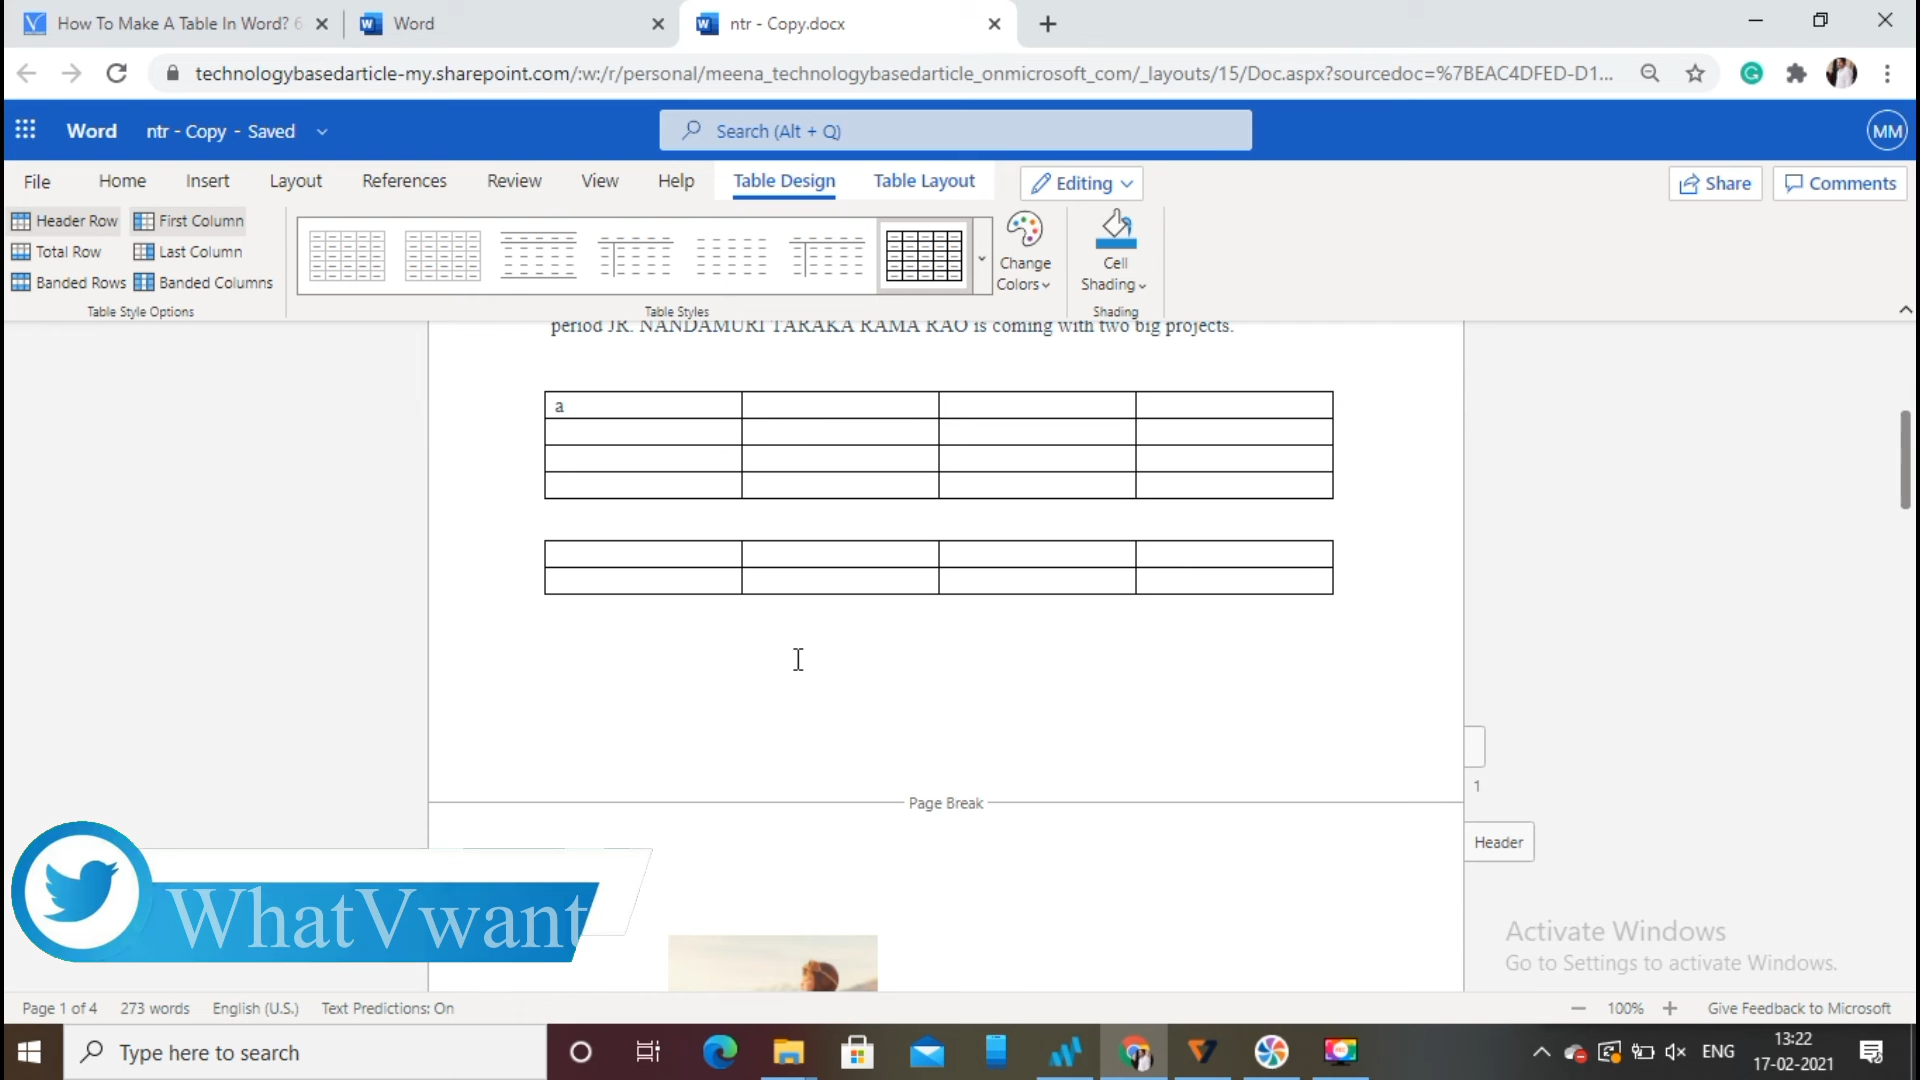 How To Make A Table In Word? 6
Word
ntr - Copy.docx
technologybasedarticle-my.sharepoint.com/:w:/r/personal/meena_technologybasedarticle_onmicrosoft_com/_layouts/15/Doc.aspx?sourcedoc=%7BEAC4DFED-D1...
Word ntr - Copy - Saved
Search (Alt + Q)
MM
File Home Insert Layout References Review View Help Table Design Table Layout Editing Share Comments
Header Row First Column
Total Row Last Column
Banded Rows Banded Columns
Table Style Options
Table Styles
Change
Colors
Cell
Shading
Shading
period JR. NANDAMURI TARAKA RAMA RAO is coming with two big projects.
a
1
Page Break
Header
WhatVwant
Activate Windows
Go to Settings to activate Windows.
Page 1 of 4 273 words English (U.S.) Text Predictions: On 100% Give Feedback to Microsoft
Type here to search
ENG
13:22
17-02-2021